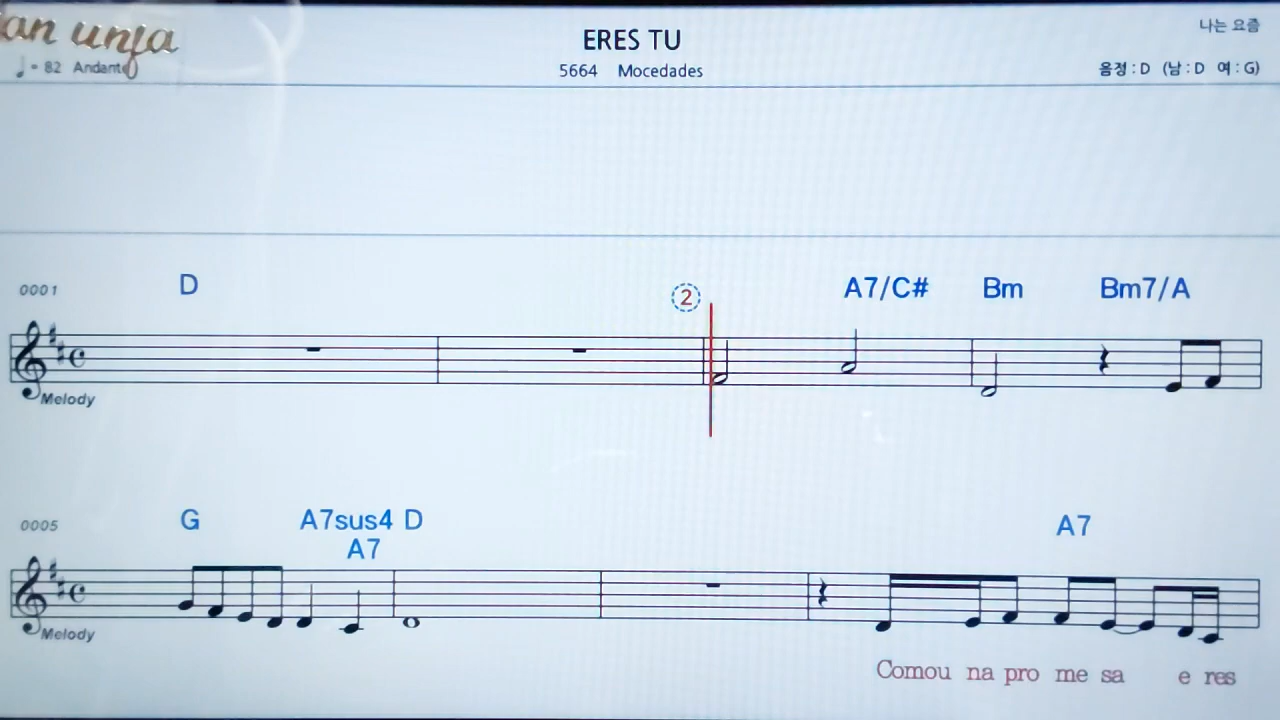 an unja
ERES TU
나는 요즘
♩= 82 Andante
5664 Mocedades
음정 : D (남 : D 여 : G)
0001 D ② A7/C# Bm Bm7/A
Melody
0005 G A7sus4 D A7
A7
Melody
Comou na pro me sa e res